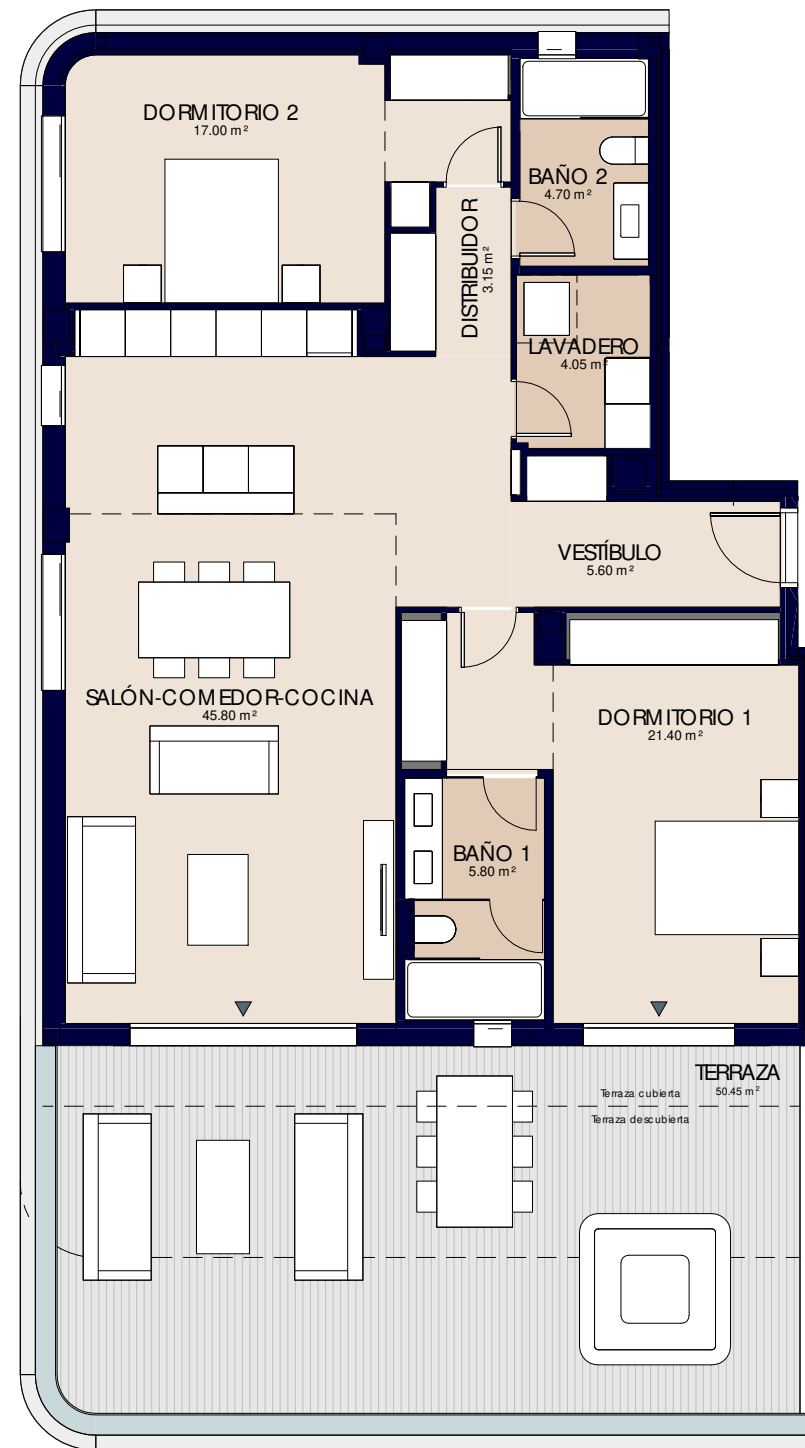 DORMITORIO 2
17.00 m²
BAÑO 2
4.70 m²
DISTRIBUIDOR
3.15 m²
LAVADERO
4.05 m²
VESTÍBULO
5.60 m²
SALÓN-COMEDOR-COCINA
45.80 m²
DORMITORIO 1
21.40 m²
BAÑO 1
5.80 m²
TERRAZA
50.45 m²
Terraza cubierta
Terraza descubierta